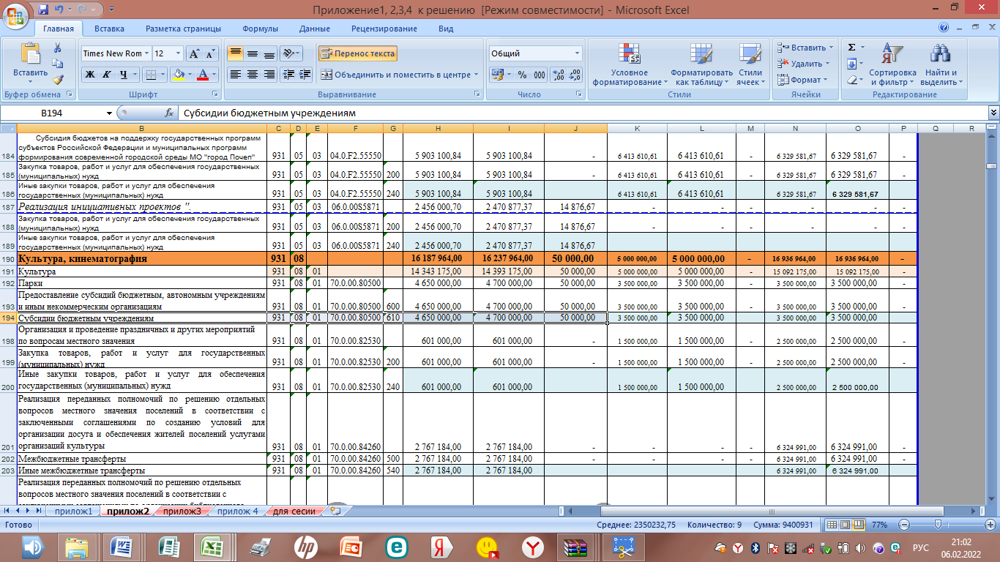 Приложение1, 2,3,4 к решению [Режим совместимости] - Microsoft Excel
Главная Вставка Разметка страницы Формулы Данные Рецензирование Вид
Вставить
Times New Rom 12
Ж К Ч
Перенос текста
Объединить и поместить в центре
Общий
% 000
Условное форматирование
Форматировать как таблицу
Стили ячеек
Вставить
Удалить
Формат
Σ
Сортировка и фильтр
Найти и выделить
Буфер обмена Шрифт Выравнивание Число Стили Ячейки Редактирование
B194 fx Субсидии бюджетным учреждениям
B C D E F G H I J K L M N O P Q R
Субсидия бюджетов на поддержку государственных программ
субъектов Российской Федерации и муниципальных программ
184 формирования современной городской среды МО "город Почеп" 931 05 03 04.0.F2.55550 5 903 100,84 5 903 100,84 - 6 413 610,61 6 413 610,61 - 6 329 581,67 6 329 581,67 -
Закупка товаров, работ и услуг для обеспечения государственных
185 (муниципальных) нужд 931 05 03 04.0.F2.55550 200 5 903 100,84 5 903 100,84 - 6 413 610,61 6 413 610,61 - 6 329 581,67 6 329 581,67 -
Иные закупки товаров, работ и услуг для обеспечения
186 государственных (муниципальных) нужд 931 05 03 04.0.F2.55550 240 5 903 100,84 5 903 100,84 6 413 610,61 6 413 610,61 6 329 581,67 6 329 581,67
187 Реализация инициативных проектов ". 931 05 03 06.0.00S5871 2 456 000,70 2 470 877,37 14 876,67 - - - - - -
Закупка товаров, работ и услуг для обеспечения государственных
188 (муниципальных) нужд 931 05 03 06.0.00S5871 200 2 456 000,70 2 470 877,37 14 876,67 - - - - - -
Иные закупки товаров, работ и услуг для обеспечения
189 государственных (муниципальных) нужд 931 05 03 06.0.00S5871 240 2 456 000,70 2 470 877,37 14 876,67
190 Культура, кинематография 931 08 16 187 964,00 16 237 964,00 50 000,00 5 000 000,00 5 000 000,00 - 16 936 964,00 16 936 964,00 -
191 Культура 931 08 01 14 343 175,00 14 393 175,00 50 000,00 5 000 000,00 5 000 000,00 - 15 092 175,00 15 092 175,00 -
192 Парки 931 08 01 70.0.00.80500 4 650 000,00 4 700 000,00 50 000,00 3 500 000,00 3 500 000,00 - 3 500 000,00 3 500 000,00 -
Предоставление субсидий бюджетным, автономным учреждениям
193 и иным некоммерческим организациям 931 08 01 70.0.00.80500 600 4 650 000,00 4 700 000,00 50 000,00 3 500 000,00 3 500 000,00 - 3 500 000,00 3 500 000,00 -
194 Субсидии бюджетным учреждениям 931 08 01 70.0.00.80500 610 4 650 000,00 4 700 000,00 50 000,00 3 500 000,00 3 500 000,00 3 500 000,00 3 500 000,00
Организация и проведение праздничных и других мероприятий
198 по вопросам местного значения 931 08 01 70.0.00.82530 601 000,00 601 000,00 - 1 500 000,00 1 500 000,00 - 2 500 000,00 2 500 000,00 -
Закупка товаров, работ и услуг для государственных
199 (муниципальных) нужд 931 08 01 70.0.00.82530 200 601 000,00 601 000,00 - 1 500 000,00 1 500 000,00 - 2 500 000,00 2 500 000,00 -
Иные закупки товаров, работ и услуг для обеспечения
200 государственных (муниципальных) нужд 931 08 01 70.0.00.82530 240 601 000,00 601 000,00 1 500 000,00 1 500 000,00 2 500 000,00 2 500 000,00
Реализация переданных полномочий по решению отдельных
вопросов местного значения поселений в соответствии с
заключенными соглашениями по созданию условий для
организации досуга и обеспечения жителей поселений услугами
201 организаций культуры 931 08 01 70.0.00.84260 2 767 184,00 2 767 184,00 - - - - 6 324 991,00 6 324 991,00 -
202 Межбюджетные трансферты 931 08 01 70.0.00.84260 500 2 767 184,00 2 767 184,00 - - - - 6 324 991,00 6 324 991,00 -
203 Иные межбюджетные трансферты 931 08 01 70.0.00.84260 540 2 767 184,00 2 767 184,00 6 324 991,00 6 324 991,00
Реализация переданных полномочий по решению отдельных
вопросов местного значения поселений в соответствии с
прилож1 прилож2 прилож3 прилож 4 для сесии
Готово Среднее: 2350232,75 Количество: 9 Сумма: 9400931 77%
РУС 21:02
06.02.2022